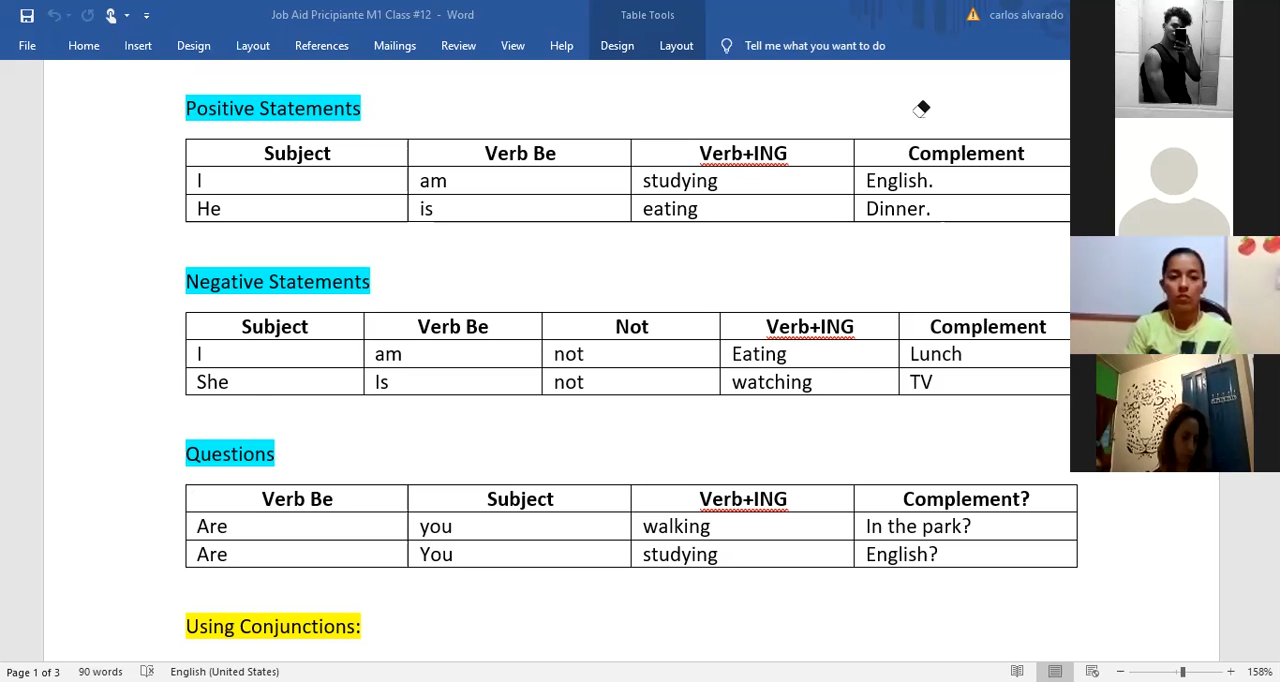 Job Aid Pricipiante M1 Class #12 - Word
Table Tools
carlos alvarado
File Home Insert Design Layout References Mailings Review View Help Design Layout Tell me what you want to do
Positive Statements
Subject Verb Be Verb+ING Complement
I am studying English.
He is eating Dinner.
Negative Statements
Subject Verb Be Not Verb+ING Complement
I am not Eating Lunch
She Is not watching TV
Questions
Verb Be Subject Verb+ING Complement?
Are you walking In the park?
Are You studying English?
Using Conjunctions:
Page 1 of 3 90 words English (United States) 158%